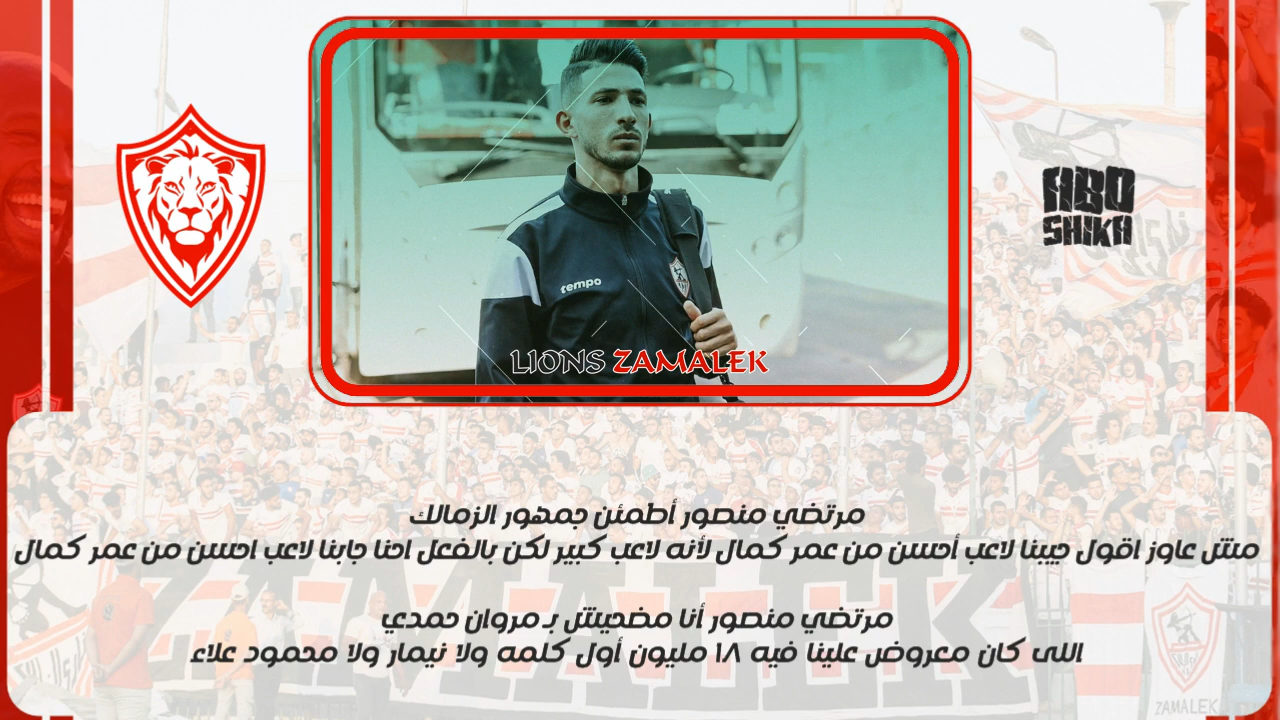 ABO
SHIKA
tempo
LIONS ZAMALEK
مرتضي منصور أطمئن جمهور الزمالك
مش عاوز اقول جيبنا لاعب أحسن من عمر كمال لأنه لاعب كبير لكن بالفعل احنا جابنا لاعب احسن من عمر كمال
مرتضي منصور أنا مضحيتش بـ مروان حمدي
اللى كان معروض علينا فيه ١٨ مليون أول كلمه ولا نيمار ولا محمود علاء
ZAMALEK
ZAMALEK